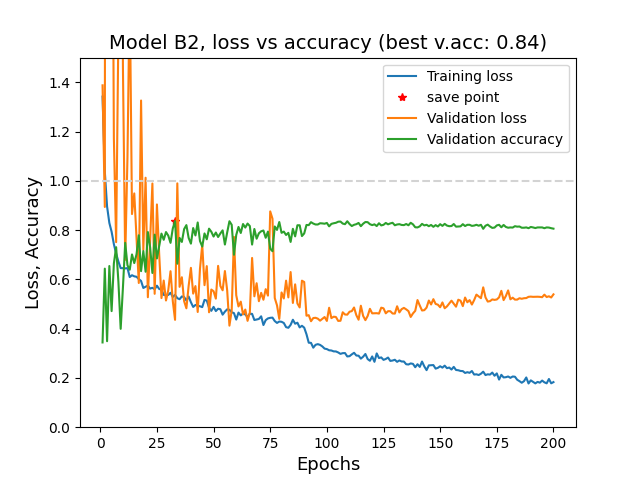 Model B2, loss vs accuracy (best v.acc: 0.84)
Training loss
save point
Validation loss
Validation accuracy
Loss, Accuracy
1.4
1.2
1.0
0.8
0.6
0.4
0.2
0.0
0 25 50 75 100 125 150 175 200
Epochs